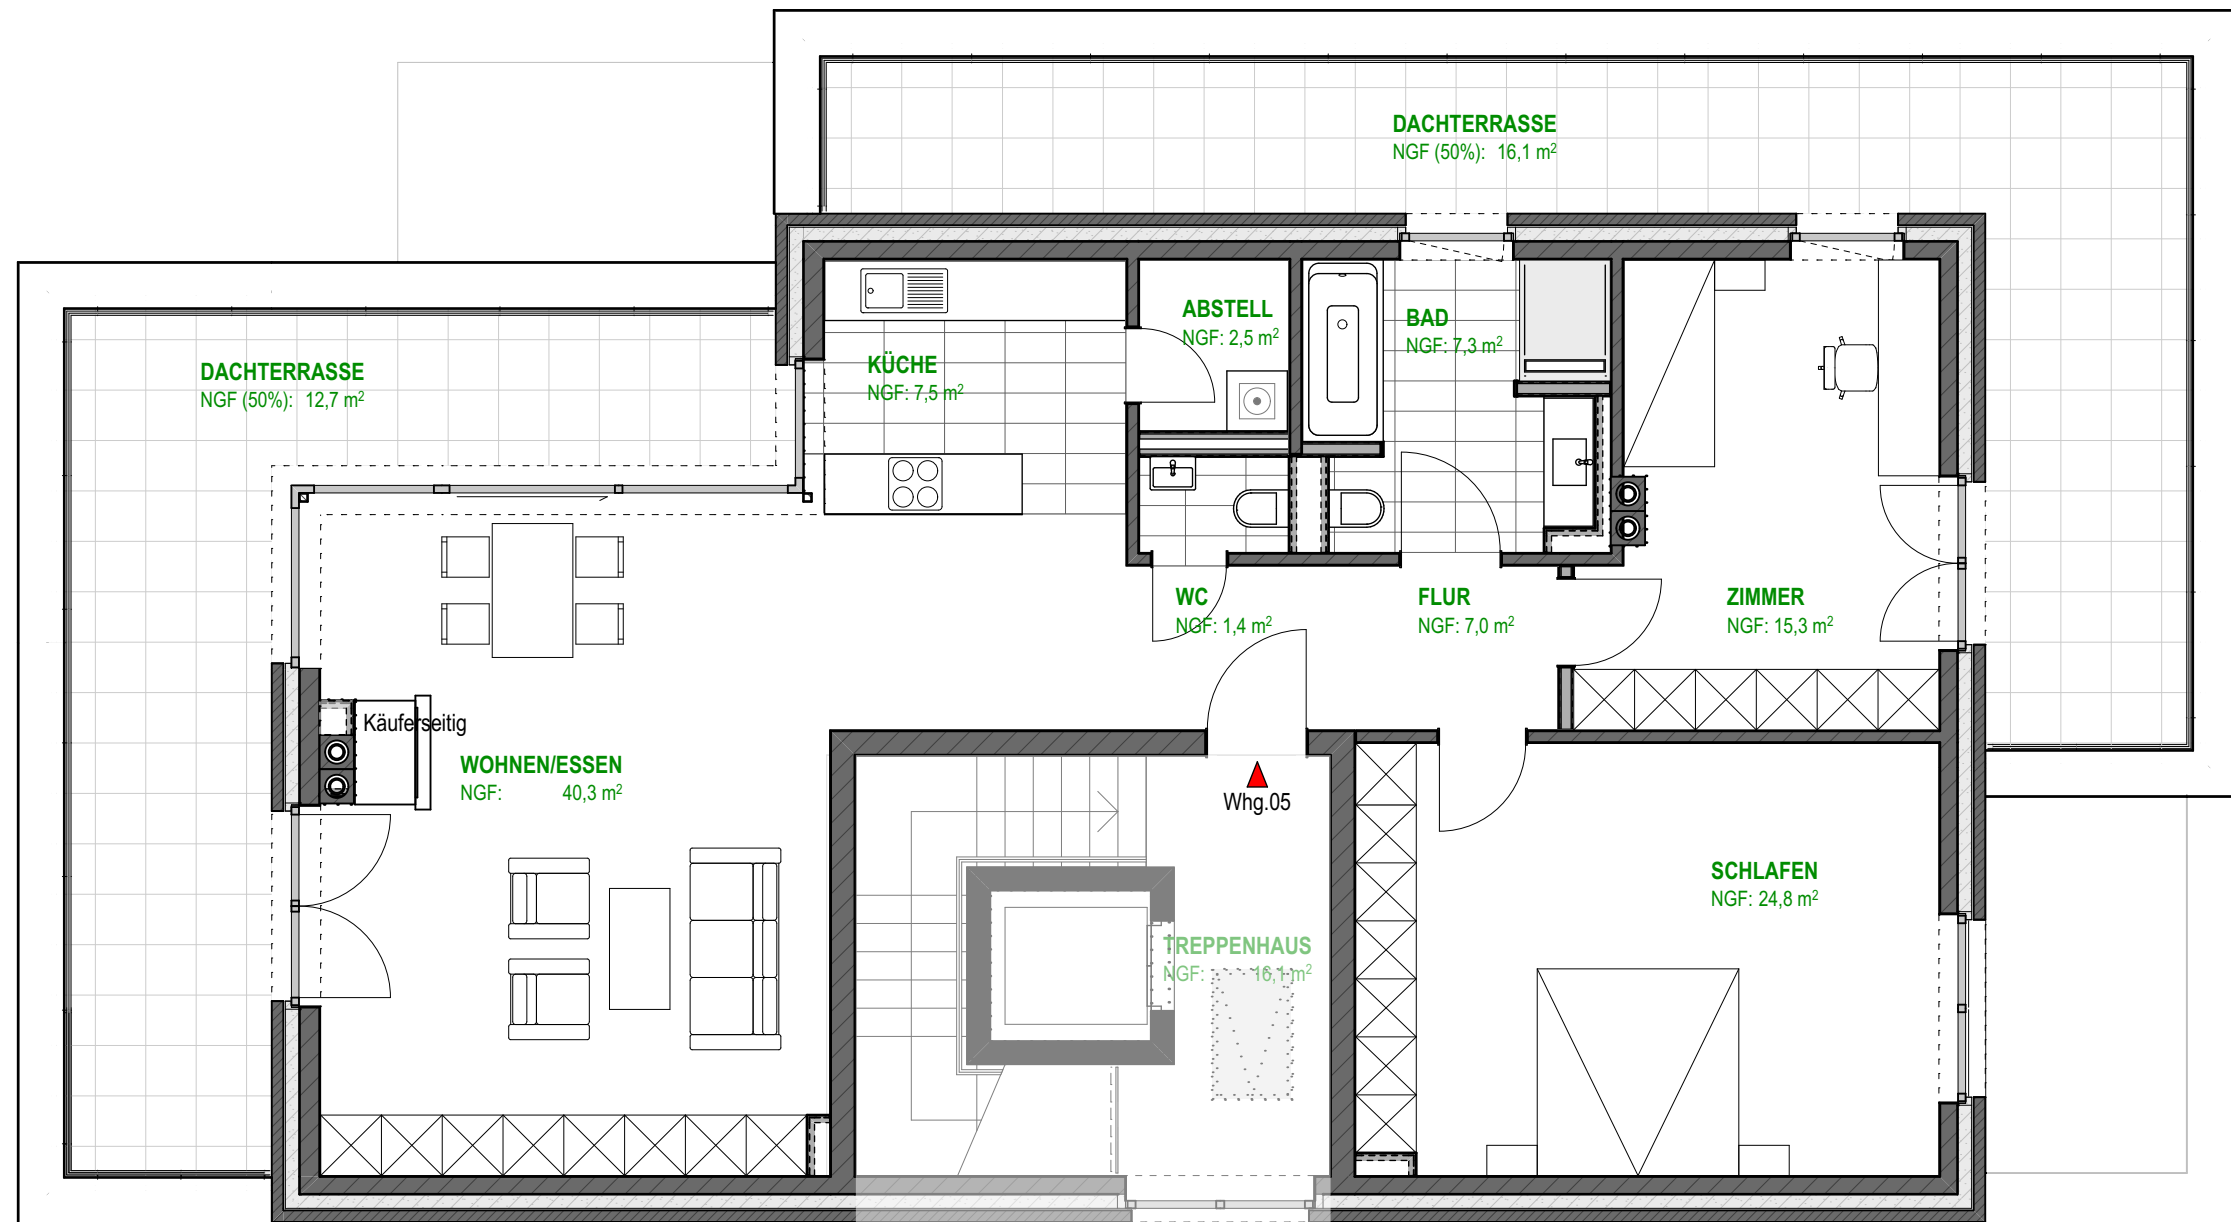 DACHTERRASSE
NGF (50%): 16,1 m²
DACHTERRASSE
NGF (50%): 12,7 m²
KÜCHE
NGF: 7,5 m²
ABSTELL
NGF: 2,5 m²
BAD
NGF: 7,3 m²
WC
NGF: 1,4 m²
FLUR
NGF: 7,0 m²
ZIMMER
NGF: 15,3 m²
Käuferseitig
WOHNEN/ESSEN
NGF: 40,3 m²
Whg.05
SCHLAFEN
NGF: 24,8 m²
TREPPENHAUS
NGF: 16,1 m²